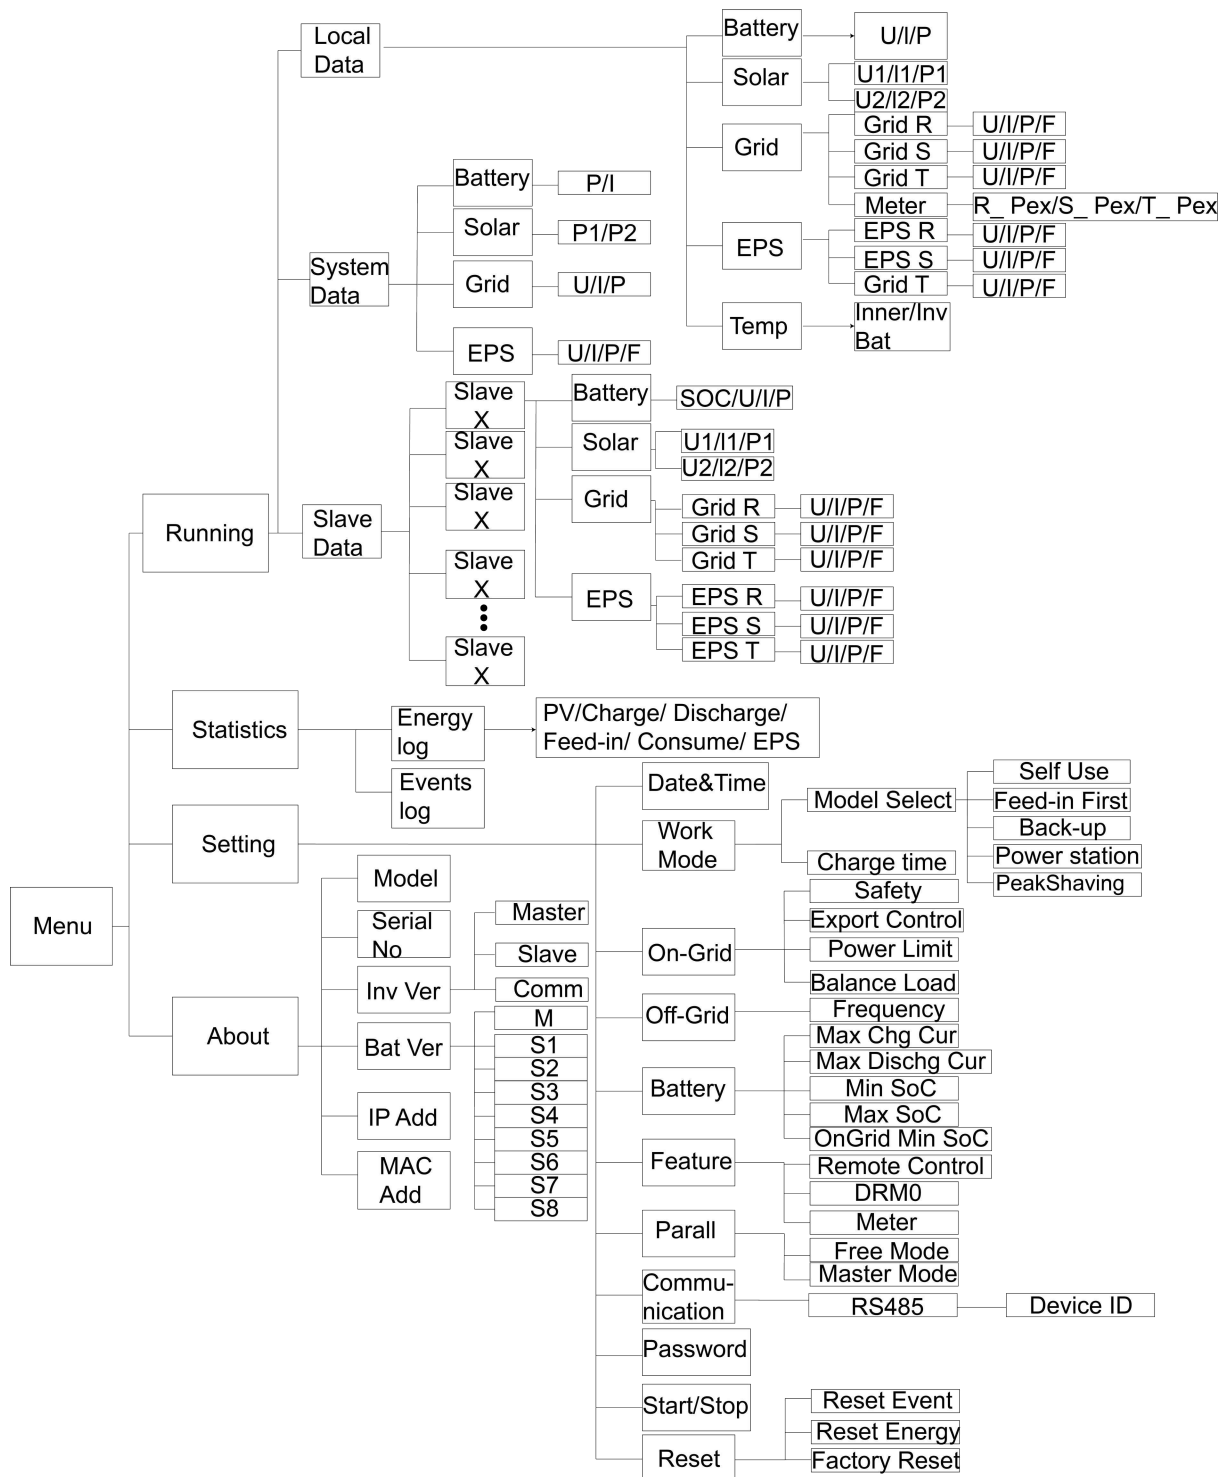 Menu
Running
Local
Data
Battery
U/I/P
Solar
U1/I1/P1
U2/I2/P2
Grid
Grid R
U/I/P/F
Grid S
U/I/P/F
Grid T
U/I/P/F
Meter
R_ Pex/S_ Pex/T_ Pex
EPS
EPS R
U/I/P/F
EPS S
U/I/P/F
Grid T
U/I/P/F
Temp
Inner/Inv
Bat
System
Data
Battery
P/I
Solar
P1/P2
Grid
U/I/P
EPS
U/I/P/F
Slave
Data
Slave
X
Slave
X
Slave
X
Slave
X
Slave
X
Battery
SOC/U/I/P
Solar
U1/I1/P1
U2/I2/P2
Grid
Grid R
U/I/P/F
Grid S
U/I/P/F
Grid T
U/I/P/F
EPS
EPS R
U/I/P/F
EPS S
U/I/P/F
EPS T
U/I/P/F
Statistics
Energy
log
PV/Charge/ Discharge/
Feed-in/ Consume/ EPS
Events
log
Setting
Date&Time
Work
Mode
Model Select
Self Use
Feed-in First
Back-up
Power station
PeakShaving
Charge time
On-Grid
Safety
Export Control
Power Limit
Balance Load
Off-Grid
Frequency
Battery
Max Chg Cur
Max Dischg Cur
Min SoC
Max SoC
OnGrid Min SoC
Feature
Remote Control
DRM0
Meter
Parall
Free Mode
Master Mode
Commu-
nication
RS485
Device ID
Password
Start/Stop
Reset
Reset Event
Reset Energy
Factory Reset
About
Model
Serial
No
Inv Ver
Master
Slave
Comm
Bat Ver
M
S1
S2
S3
S4
S5
S6
S7
S8
IP Add
MAC
Add